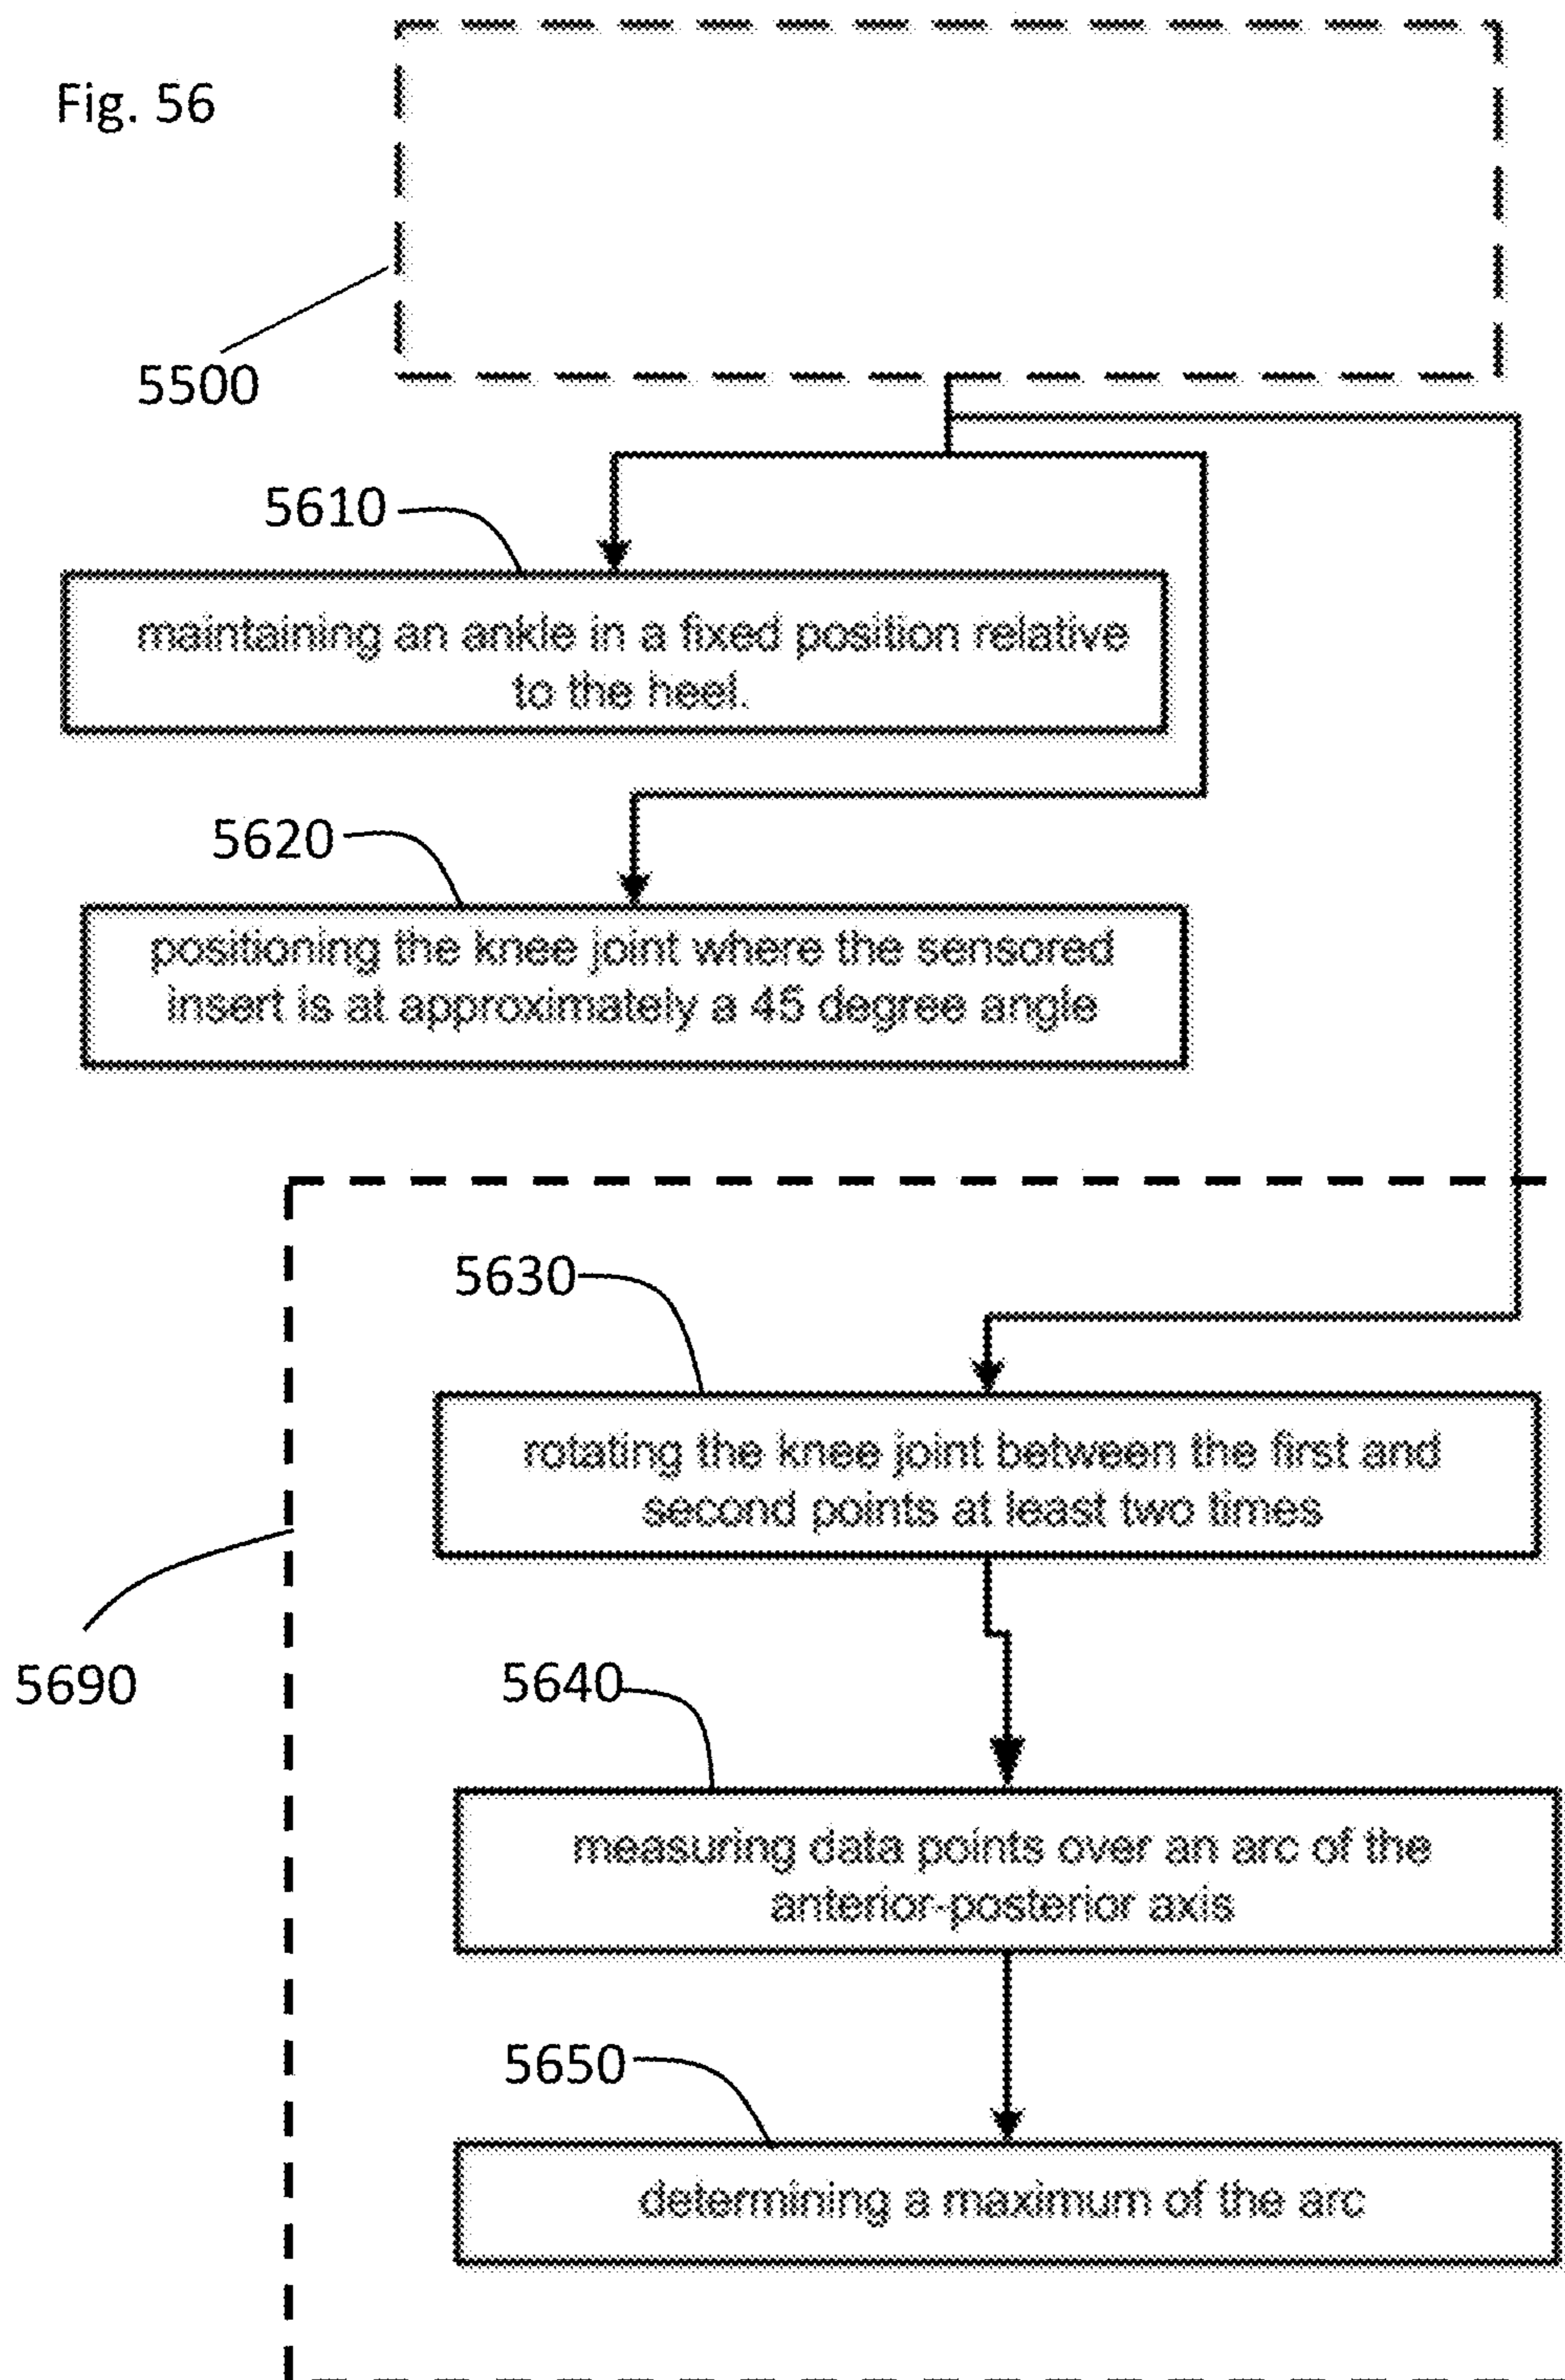 Fig. 56
5500
5610
maintaining an ankle in a fixed position relative
to the heel.
5620
positioning the knee joint where the sensored
insert is at approximately a 45 degree angle
5630
rotating the knee joint between the first and
second points at least two times
5690
5640
measuring data points over an arc of the
anterior-posterior axis
5650
determining a maximum of the arc